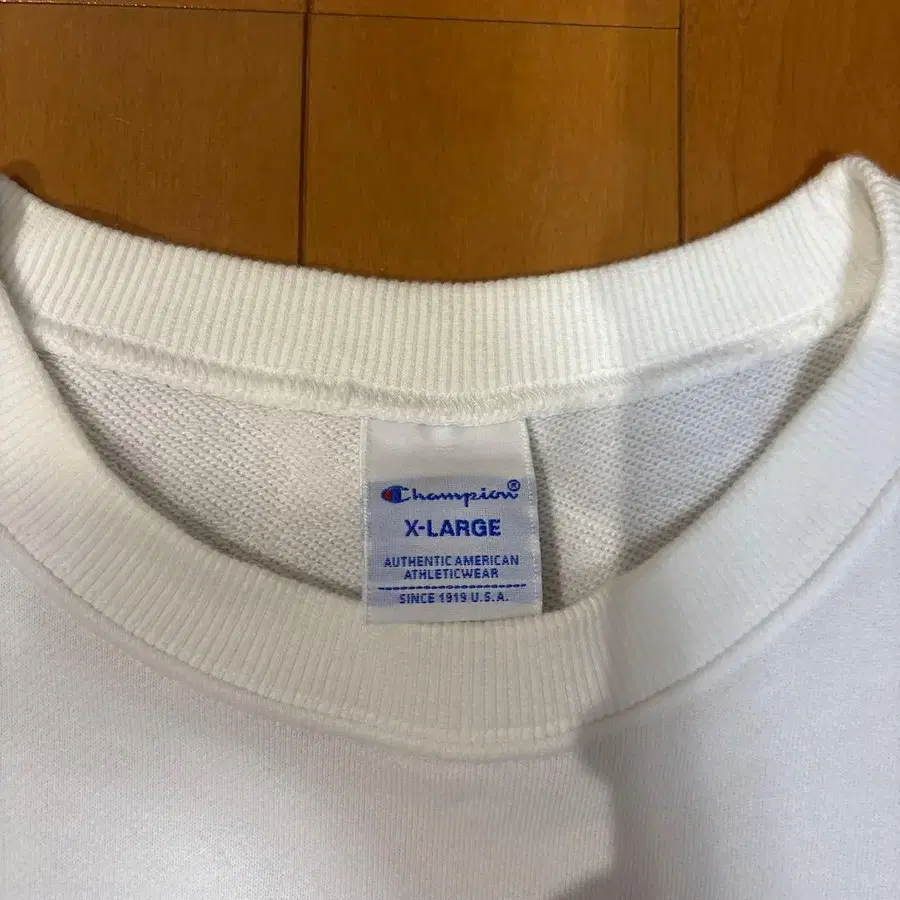 Champion®
X-LARGE
AUTHENTIC AMERICAN
ATHLETICWEAR
SINCE 1919 U.S.A.